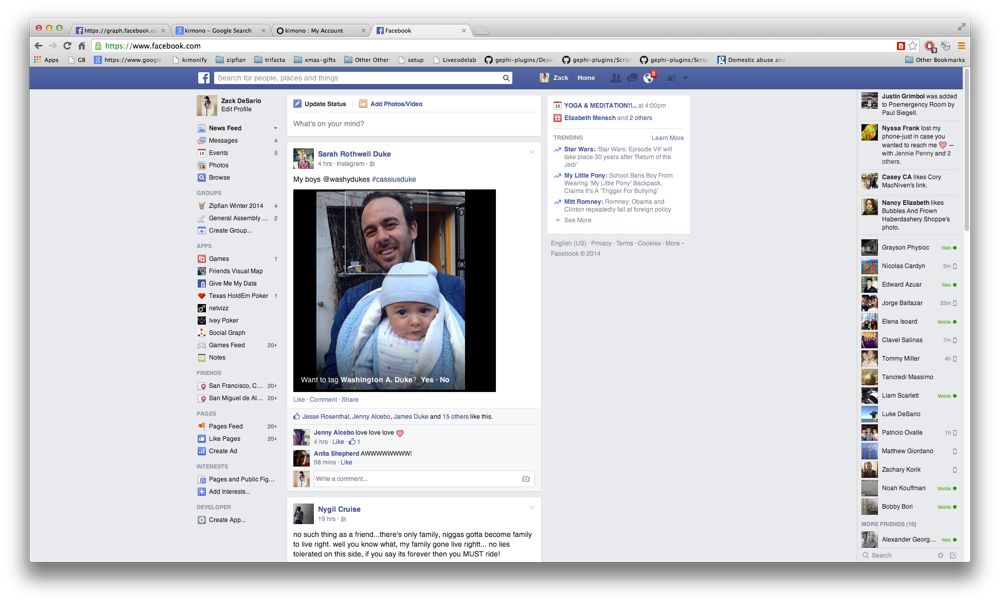 https://graph.facebook.c
kimono – Google Search
kimono : My Account
Facebook
https://www.facebook.com
Apps
GB
https://www.googl
kimonify
zipfian
trifacta
xmas-gifts
Other Other
setup
Livecodelab
gephi-plugins/Desk
gephi-plugins/Scrip
gephi-plugins/Scrip
Domestic abuse and
Other Bookmarks
Search for people, places and things
Zack
Home
Zack DeSario
Edit Profile
News Feed
Messages 4
Events 5
Photos
Browse
GROUPS
Zipfian Winter 2014 4
General Assembly ... 2
Create Group...
APPS
Games 1
Friends Visual Map
Give Me My Data
Texas HoldEm Poker 1
netvizz
Ivey Poker
Social Graph
Games Feed 20+
Notes
FRIENDS
San Francisco, C... 20+
San Miguel de Al... 20+
PAGES
Pages Feed 20+
Like Pages 20+
Create Ad
INTERESTS
Pages and Public Fig...
Add Interests...
DEVELOPER
Create App...
Update Status
Add Photos/Video
What's on your mind?
Sarah Rothwell Duke
4 hrs · Instagram ·
My boys @washydukes #cassiusduke
Want to tag Washington A. Duke? Yes · No
Like · Comment · Share
Jesse Rosenthal, Jenny Alcebo, James Duke and 15 others like this.
Jenny Alcebo love love love
4 hrs · Like · 1
Anita Shepherd AWWWWWWWW!
58 mins · Like
Write a comment...
Nygil Cruise
19 hrs ·
no such thing as a friend...there's only family, niggas gotta become family
to live right. well you know what, my family gone live rightt... no lies
tolerated on this side, if you say its forever then you MUST ride!
YOGA & MEDITATION!!... at 4:00pm
Elizabeth Mensch and 2 others
TRENDING
Learn More
Star Wars: 'Star Wars: Episode VII' will
take place 30 years after 'Return of the
Jedi'
My Little Pony: School Bans Boy From
Wearing 'My Little Pony' Backpack,
Claims It's A 'Trigger For Bullying'
Mitt Romney: Romney: Obama and
Clinton repeatedly fail at foreign policy
See More
English (US) · Privacy · Terms · Cookies · More
Facebook © 2014
Justin Grimbol was
added to
Poemergency Room by
Paul Siegell.
Nyssa Frank lost my
phone-just in case you
wanted to reach me —
with Jennie Penny and 2
others.
Casey CA likes Cory
MacNiven's link.
Nancy Elizabeth likes
Bubbles And Frown
Haberdashery Shoppe's
photo.
Grayson Physioc Web
Nicolas Cardyn 2m
Edward Azuar Web
Jorge Baltazar 33m
Elena Isoard Mobile
Clavel Salinas 7m
Tommy Miller 4h
Tancredi Massimo
Liam Scarlett Mobile
Luke DeSario
Patricio Ovalle 1h
Matthew Giordano
Zachary Korik
Noah Kouffman Mobile
Bobby Bori Mobile
MORE FRIENDS (10)
Alexander Georg... Web
Search